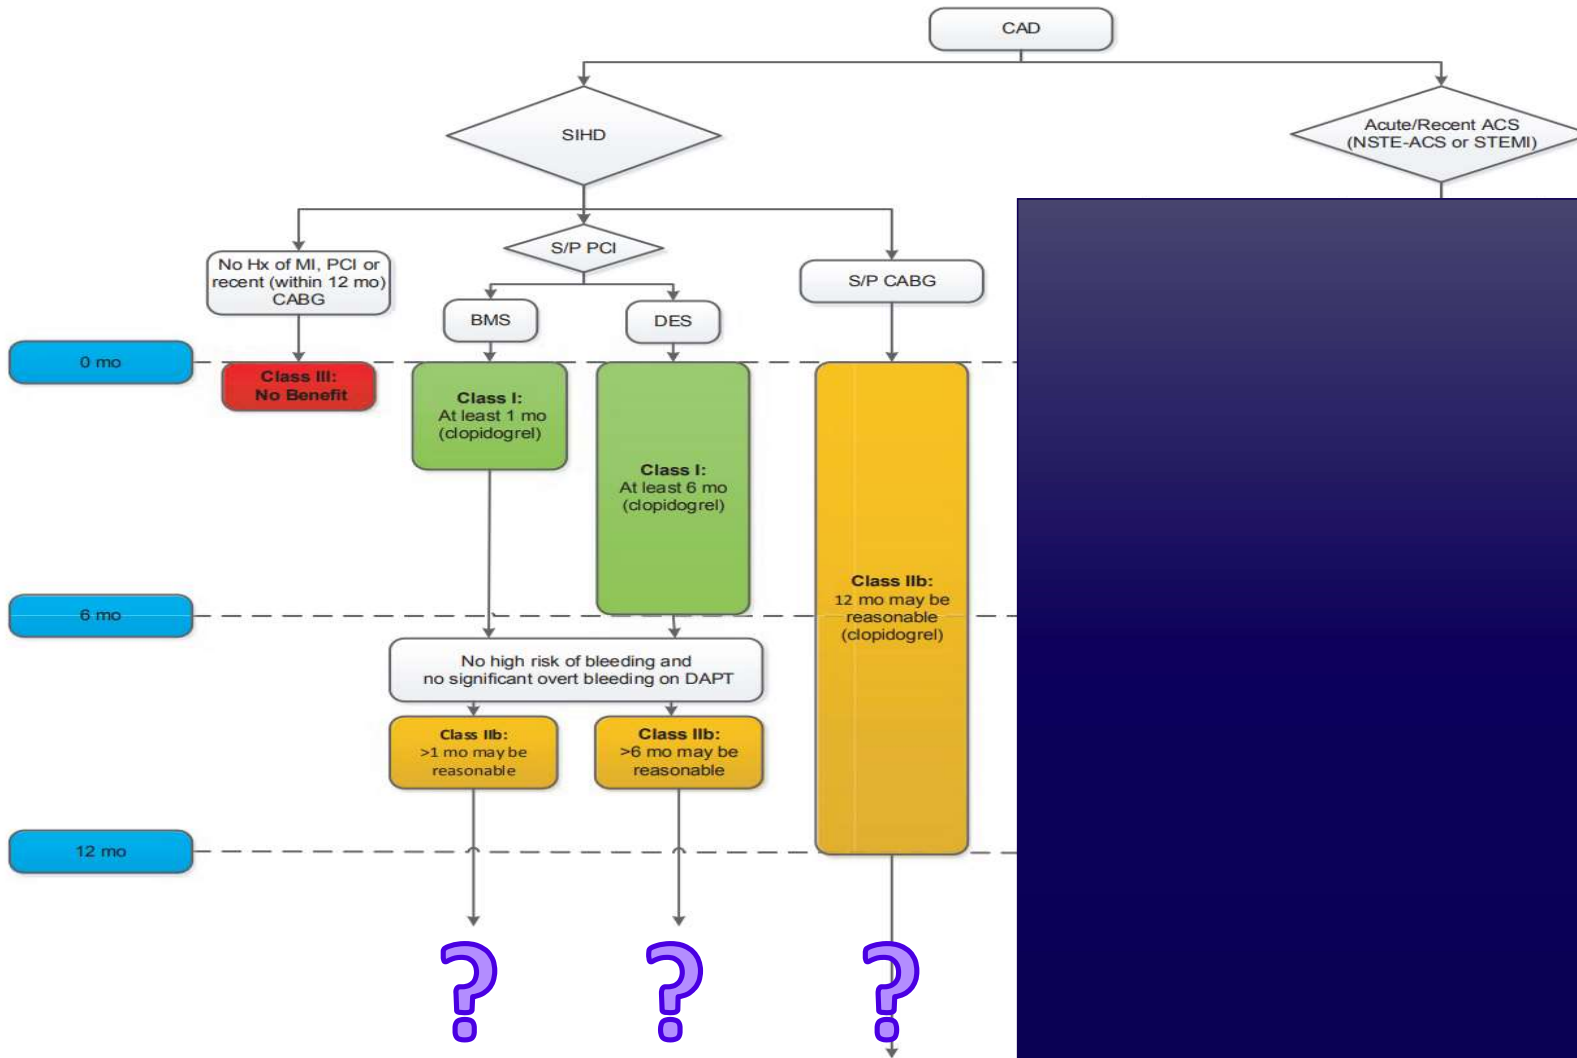 CAD
SIHD
Acute/Recent ACS
(NSTE-ACS or STEMI)
No Hx of MI, PCI or
recent (within 12 mo)
CABG
S/P PCI
S/P CABG
BMS
DES
0 mo
Class III:
No Benefit
Class I:
At least 1 mo
(clopidogrel)
Class I:
At least 6 mo
(clopidogrel)
Class IIb:
12 mo may be
reasonable
(clopidogrel)
6 mo
No high risk of bleeding and
no significant overt bleeding on DAPT
Class IIb:
>1 mo may be
reasonable
Class IIb:
>6 mo may be
reasonable
12 mo
? ? ?